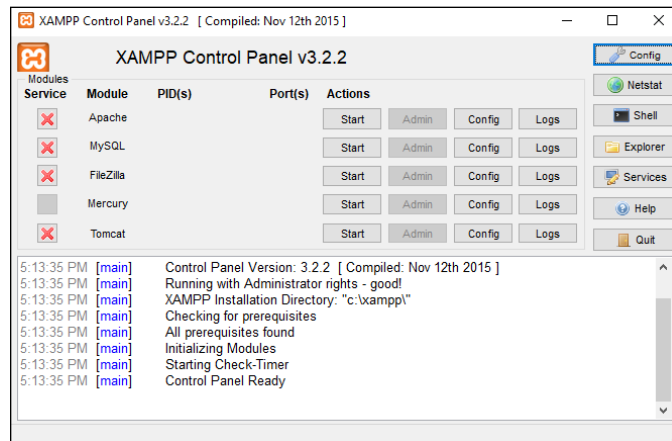 XAMPP Control Panel v3.2.2 [ Compiled: Nov 12th 2015 ]
XAMPP Control Panel v3.2.2
Config
Modules
Service Module PID(s) Port(s) Actions
Netstat
Apache Start Admin Config Logs
Shell
MySQL Start Admin Config Logs
Explorer
FileZilla Start Admin Config Logs
Services
Mercury Start Admin Config Logs
Help
Tomcat Start Admin Config Logs
Quit
5:13:35 PM [main] Control Panel Version: 3.2.2 [ Compiled: Nov 12th 2015 ]
5:13:35 PM [main] Running with Administrator rights - good!
5:13:35 PM [main] XAMPP Installation Directory: "c:\xampp\"
5:13:35 PM [main] Checking for prerequisites
5:13:35 PM [main] All prerequisites found
5:13:35 PM [main] Initializing Modules
5:13:35 PM [main] Starting Check-Timer
5:13:35 PM [main] Control Panel Ready